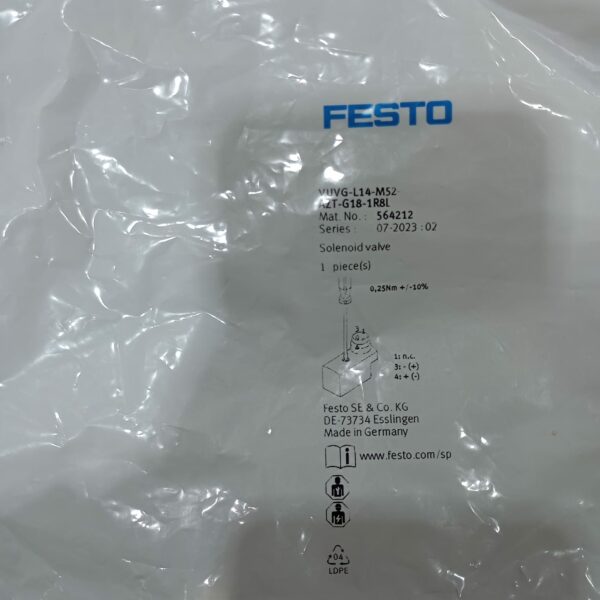 FESTO
VUVG-L14-M52-
AZT-G18-1R8L
Mat. No.: 564212
Series: 07-2023:02
Solenoid valve
1 piece(s)
0,25Nm +/-10%
3 4
1: n.c.
3: - (+)
4: + (-)
Festo SE & Co. KG
DE-73734 Esslingen
Made in Germany
i www.festo.com/sp
04
LDPE